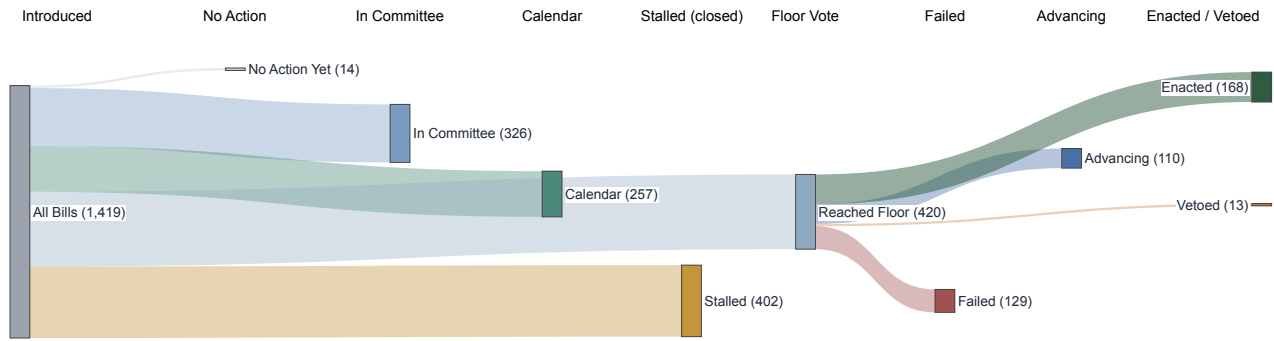 Introduced No Action In Committee Calendar Stalled (closed) Floor Vote Failed Advancing Enacted / Vetoed
No Action Yet (14)
Enacted (168)
In Committee (326)
Advancing (110)
Calendar (257)
Vetoed (13)
All Bills (1,419)
Reached Floor (420)
Stalled (402)
Failed (129)